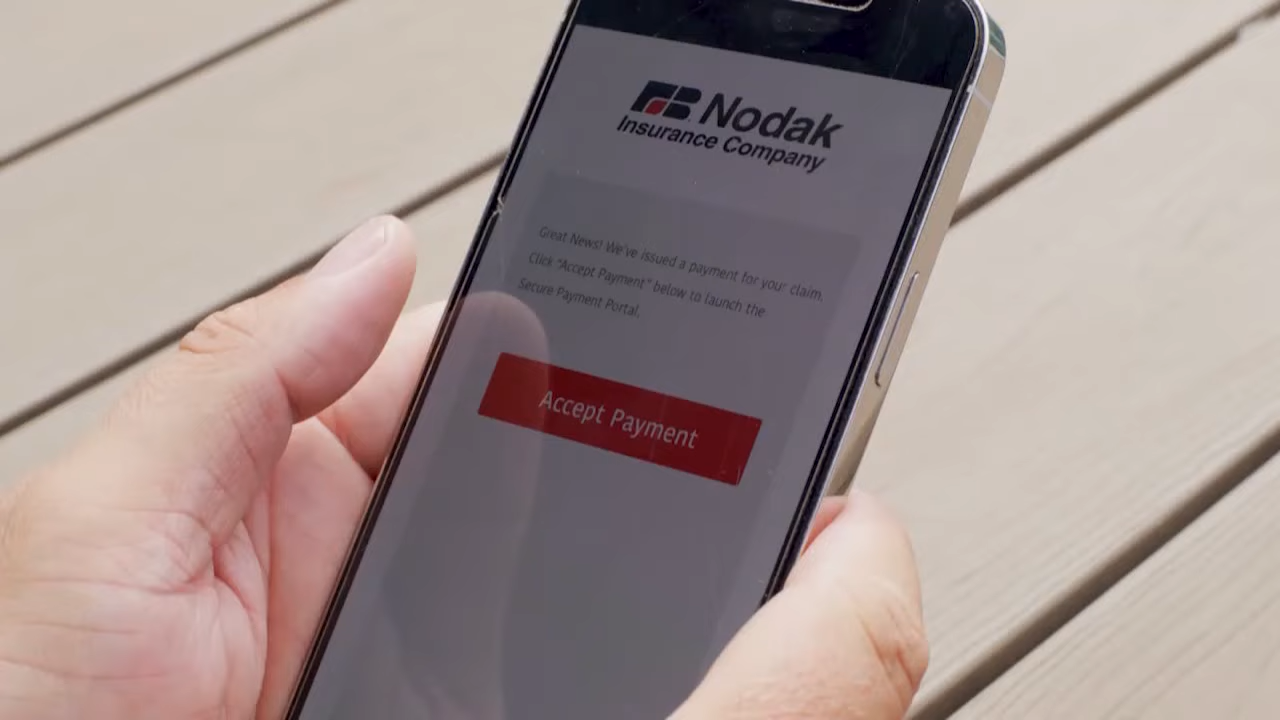 FB Nodak
Insurance Company
Great News! We've issued a payment for your claim.
Click "Accept Payment" below to launch the
Secure Payment Portal.
Accept Payment